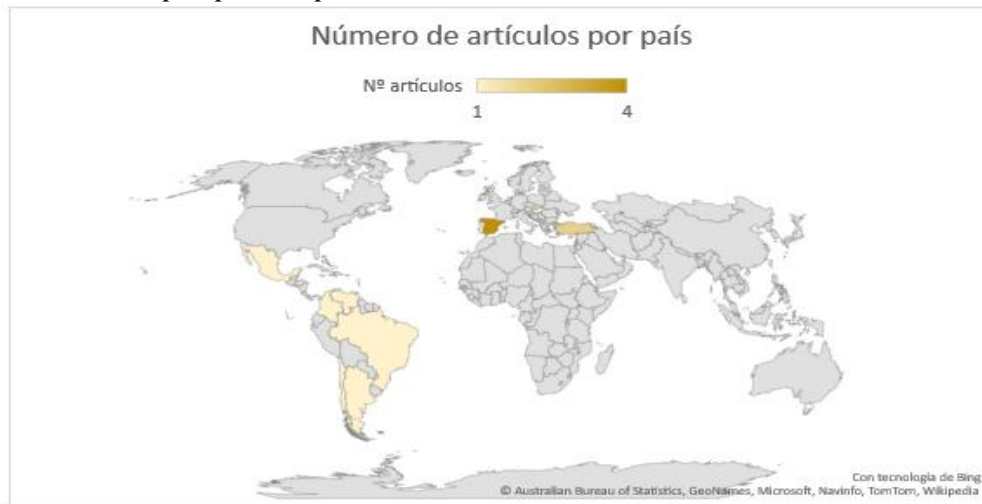 Número de artículos por país
Nº artículos
1 4
Con tecnología de Bing
© Australian Bureau of Statistics, GeoNames, Microsoft, Navinfo, TomTom, Wikipedia